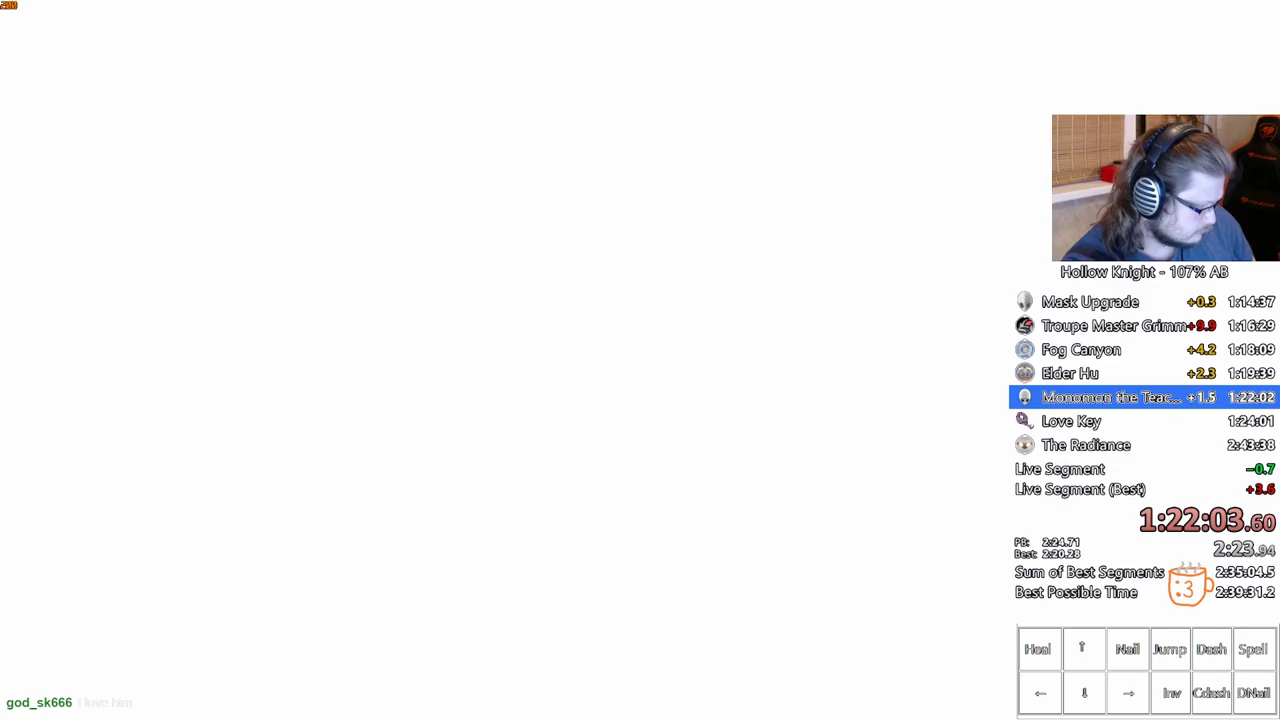 Hollow Knight - 107% AB
Mask Upgrade +0.3 1:14:37
Troupe Master Grimm +9.9 1:16:29
Fog Canyon +4.2 1:18:09
Elder Hu +2.3 1:19:39
Monomon the Teac... +1.5 1:22:02
Love Key 1:24:01
The Radiance 2:43:38
Live Segment −0.7
Live Segment (Best) +3.6
1:22:03.60
PB: 2:24.71
Best: 2:20.28
2:23.94
Sum of Best Segments 2:35:04.5
Best Possible Time 2:39:31.2
Heal ↑ Nail Jump Dash Spell
← ↓ → Inv Cdash DNail
god_sk666 I love him